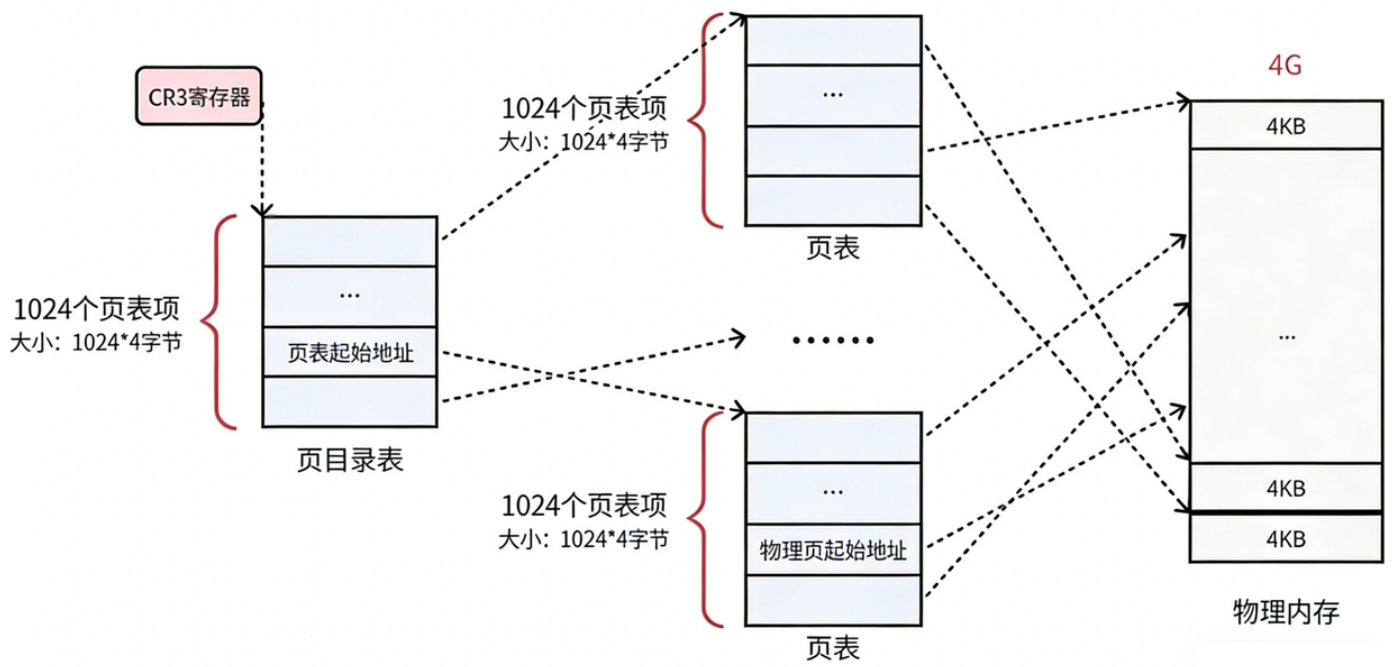 CR3寄存器
1024个页表项
大小：1024*4字节
页表起始地址
页目录表
1024个页表项
大小：1024*4字节
...
...
页表
......
1024个页表项
大小：1024*4字节
...
物理页起始地址
页表
4G
4KB
...
4KB
4KB
物理内存